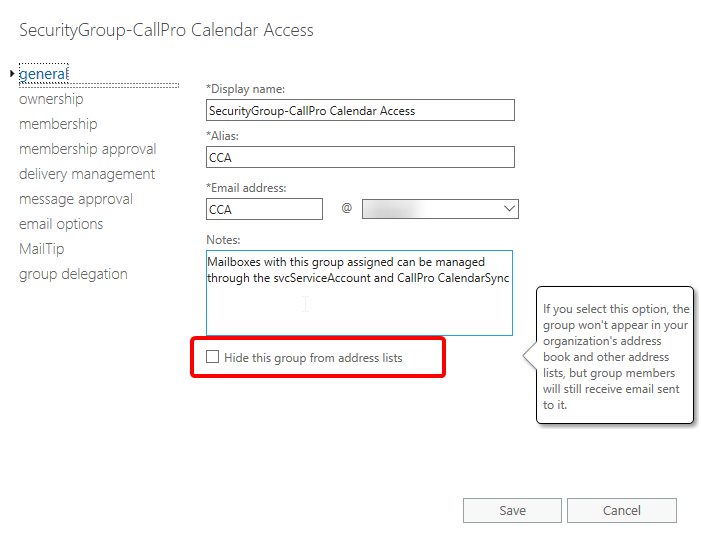 SecurityGroup-CallPro Calendar Access
general
ownership
membership
membership approval
delivery management
message approval
email options
MailTip
group delegation
*Display name:
SecurityGroup-CallPro Calendar Access
*Alias:
CCA
*Email address:
CCA @
Notes:
Mailboxes with this group assigned can be managed
through the svcServiceAccount and CallPro CalendarSync
Hide this group from address lists
If you select this option, the
group won't appear in your
organization's address
book and other address
lists, but group members
will still receive email sent
to it.
Save
Cancel